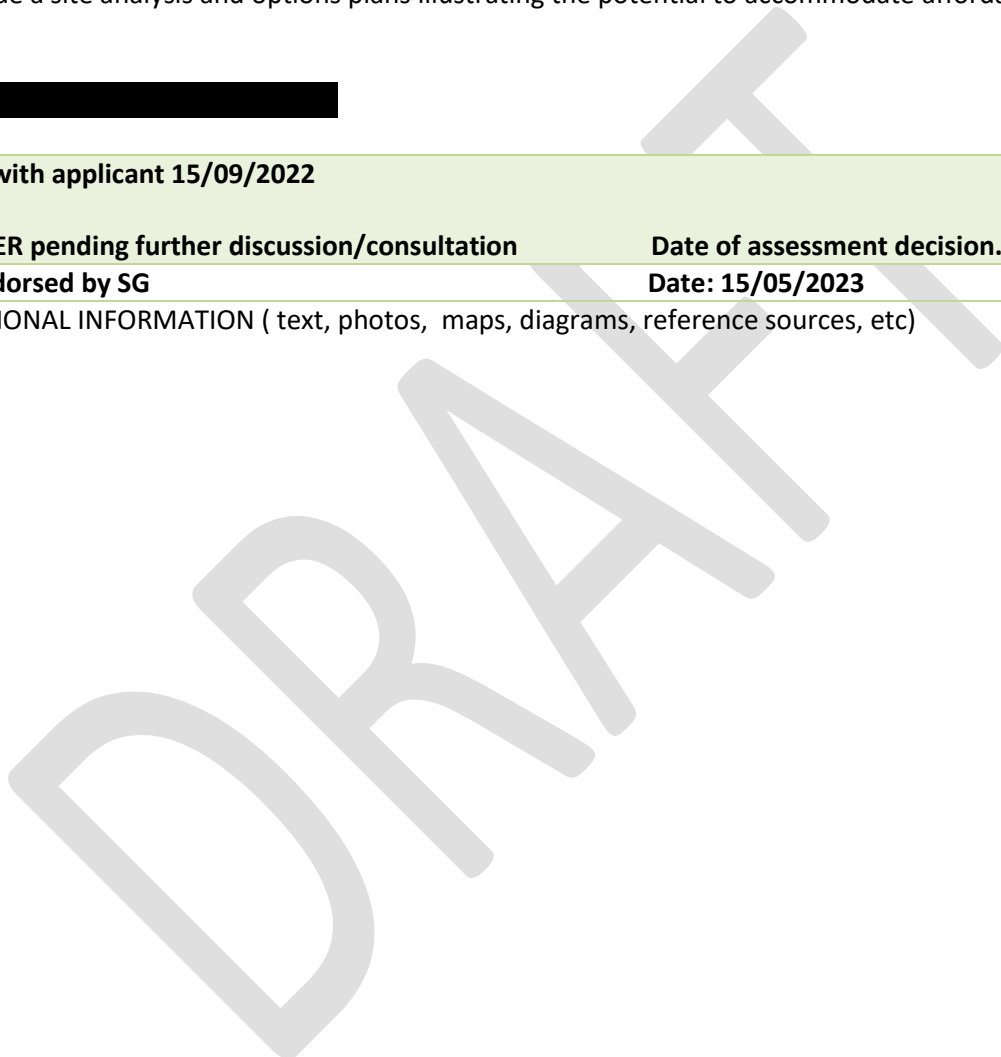 de a site analysis and options plans illustrating the potential to accommodate afforda
with applicant 15/09/2022
ER pending further discussion/consultation Date of assessment decision.
dorsed by SG Date: 15/05/2023
IONAL INFORMATION ( text, photos, maps, diagrams, reference sources, etc)
DRAFT